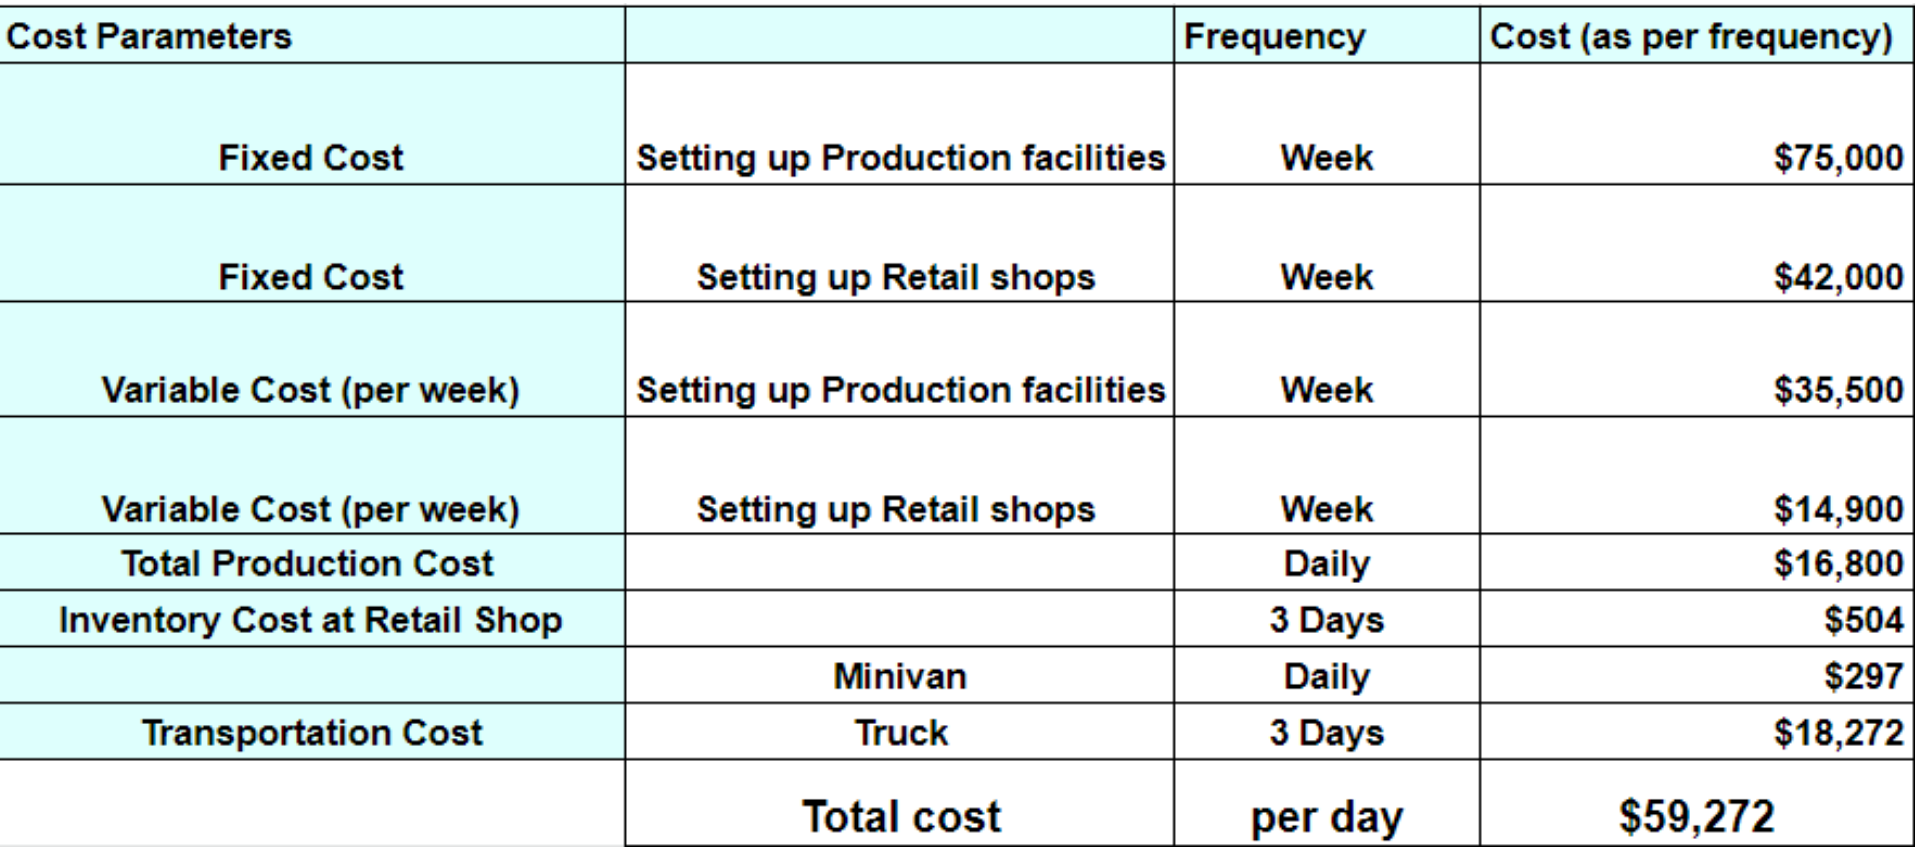 Cost Parameters Frequency Cost (as per frequency)
Fixed Cost Setting up Production facilities Week $75,000
Fixed Cost Setting up Retail shops Week $42,000
Variable Cost (per week) Setting up Production facilities Week $35,500
Variable Cost (per week) Setting up Retail shops Week $14,900
Total Production Cost Daily $16,800
Inventory Cost at Retail Shop 3 Days $504
Minivan Daily $297
Transportation Cost Truck 3 Days $18,272
Total cost per day $59,272